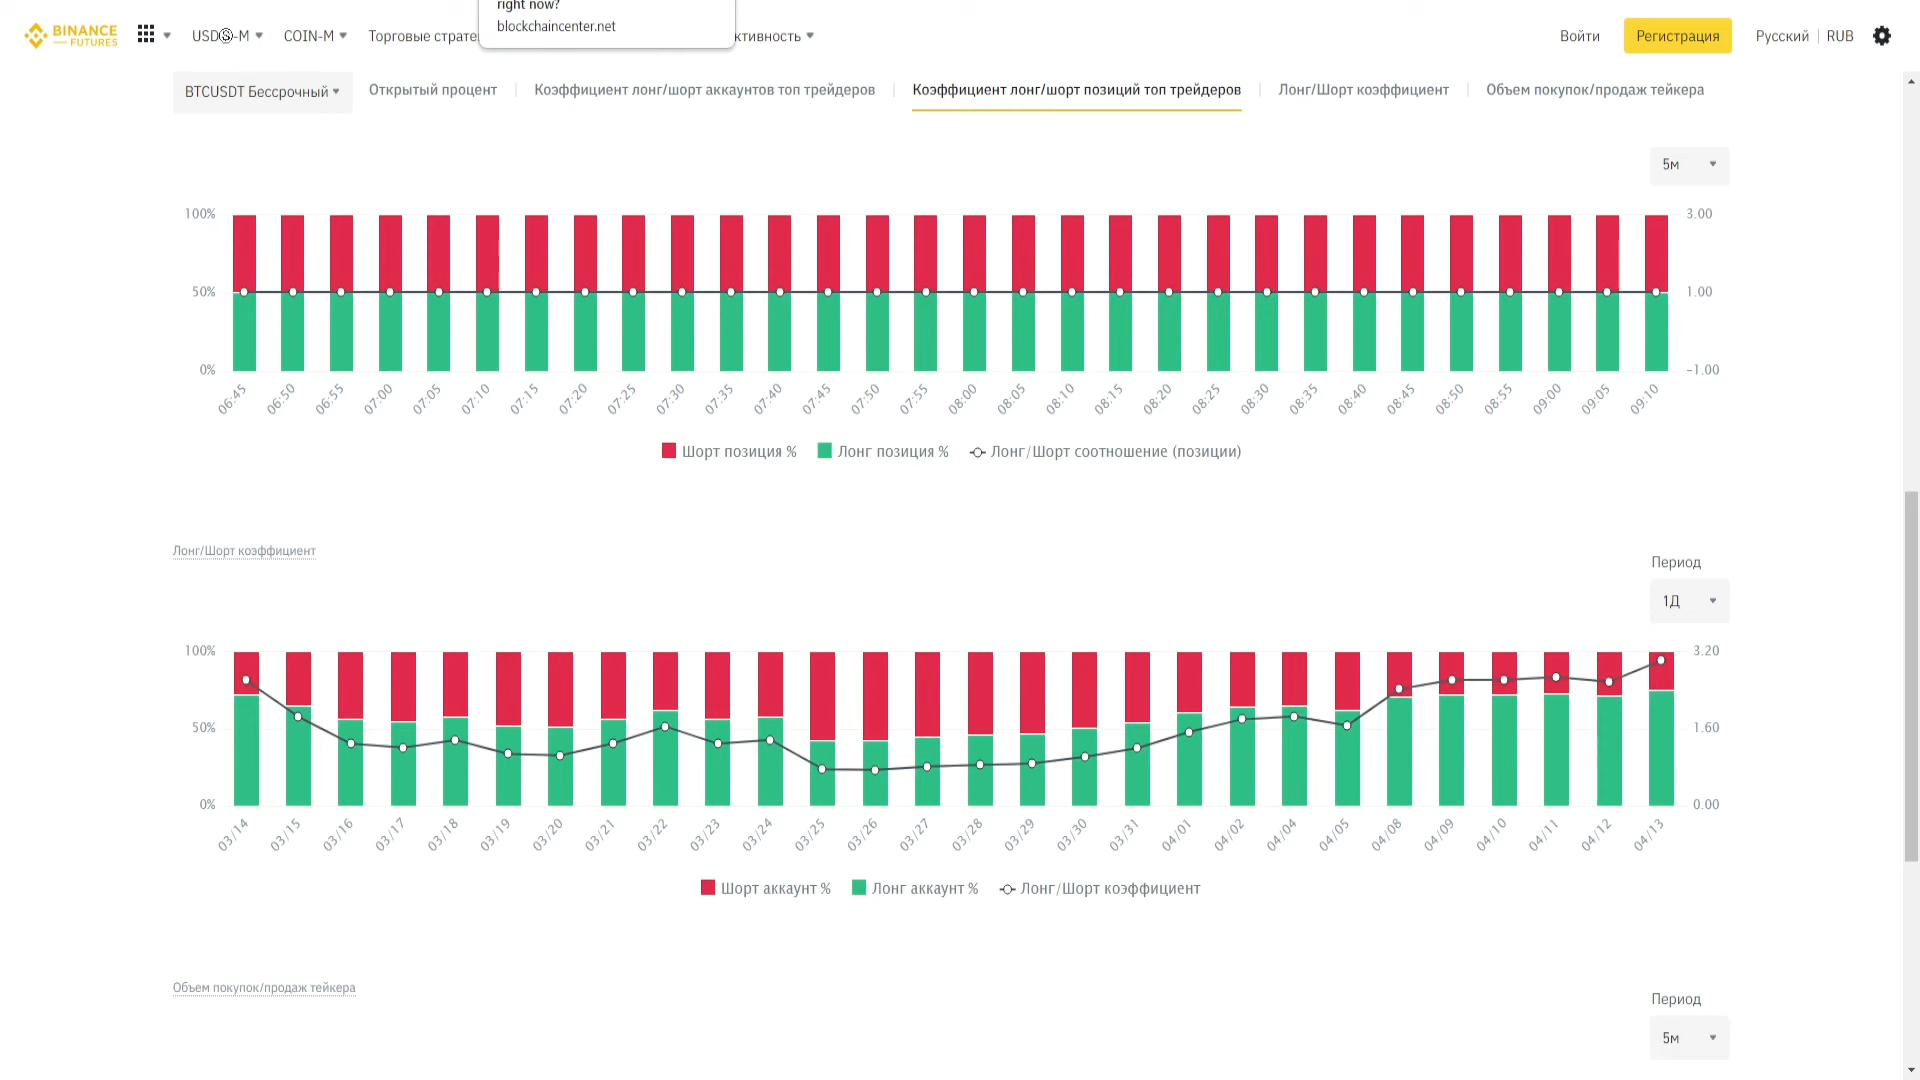 right now?
blockchaincenter.net
BINANCE
FUTURES
USDⓈ-M
COIN-M
Торговые страте
ктивность
Войти
Регистрация
Русский
RUB
BTCUSDT Бессрочный
Открытый процент
Коэффициент лонг/шорт аккаунтов топ трейдеров
Коэффициент лонг/шорт позиций топ трейдеров
Лонг/Шорт коэффициент
Объем покупок/продаж тейкера
5м
100%
50%
0%
3.00
1.00
-1.00
06:45 06:50 06:55 07:00 07:05 07:10 07:15 07:20 07:25 07:30 07:35 07:40 07:45 07:50 07:55 08:00 08:05 08:10 08:15 08:20 08:25 08:30 08:35 08:40 08:45 08:50 08:55 09:00 09:05 09:10
Шорт позиция % Лонг позиция % Лонг/Шорт соотношение (позиции)
Лонг/Шорт коэффициент
Период
1Д
100%
50%
0%
3.20
1.60
0.00
03/14 03/15 03/16 03/17 03/18 03/19 03/20 03/21 03/22 03/23 03/24 03/25 03/26 03/27 03/28 03/29 03/30 03/31 04/01 04/02 04/04 04/05 04/08 04/09 04/10 04/11 04/12 04/13
Шорт аккаунт % Лонг аккаунт % Лонг/Шорт коэффициент
Объем покупок/продаж тейкера
Период
5м